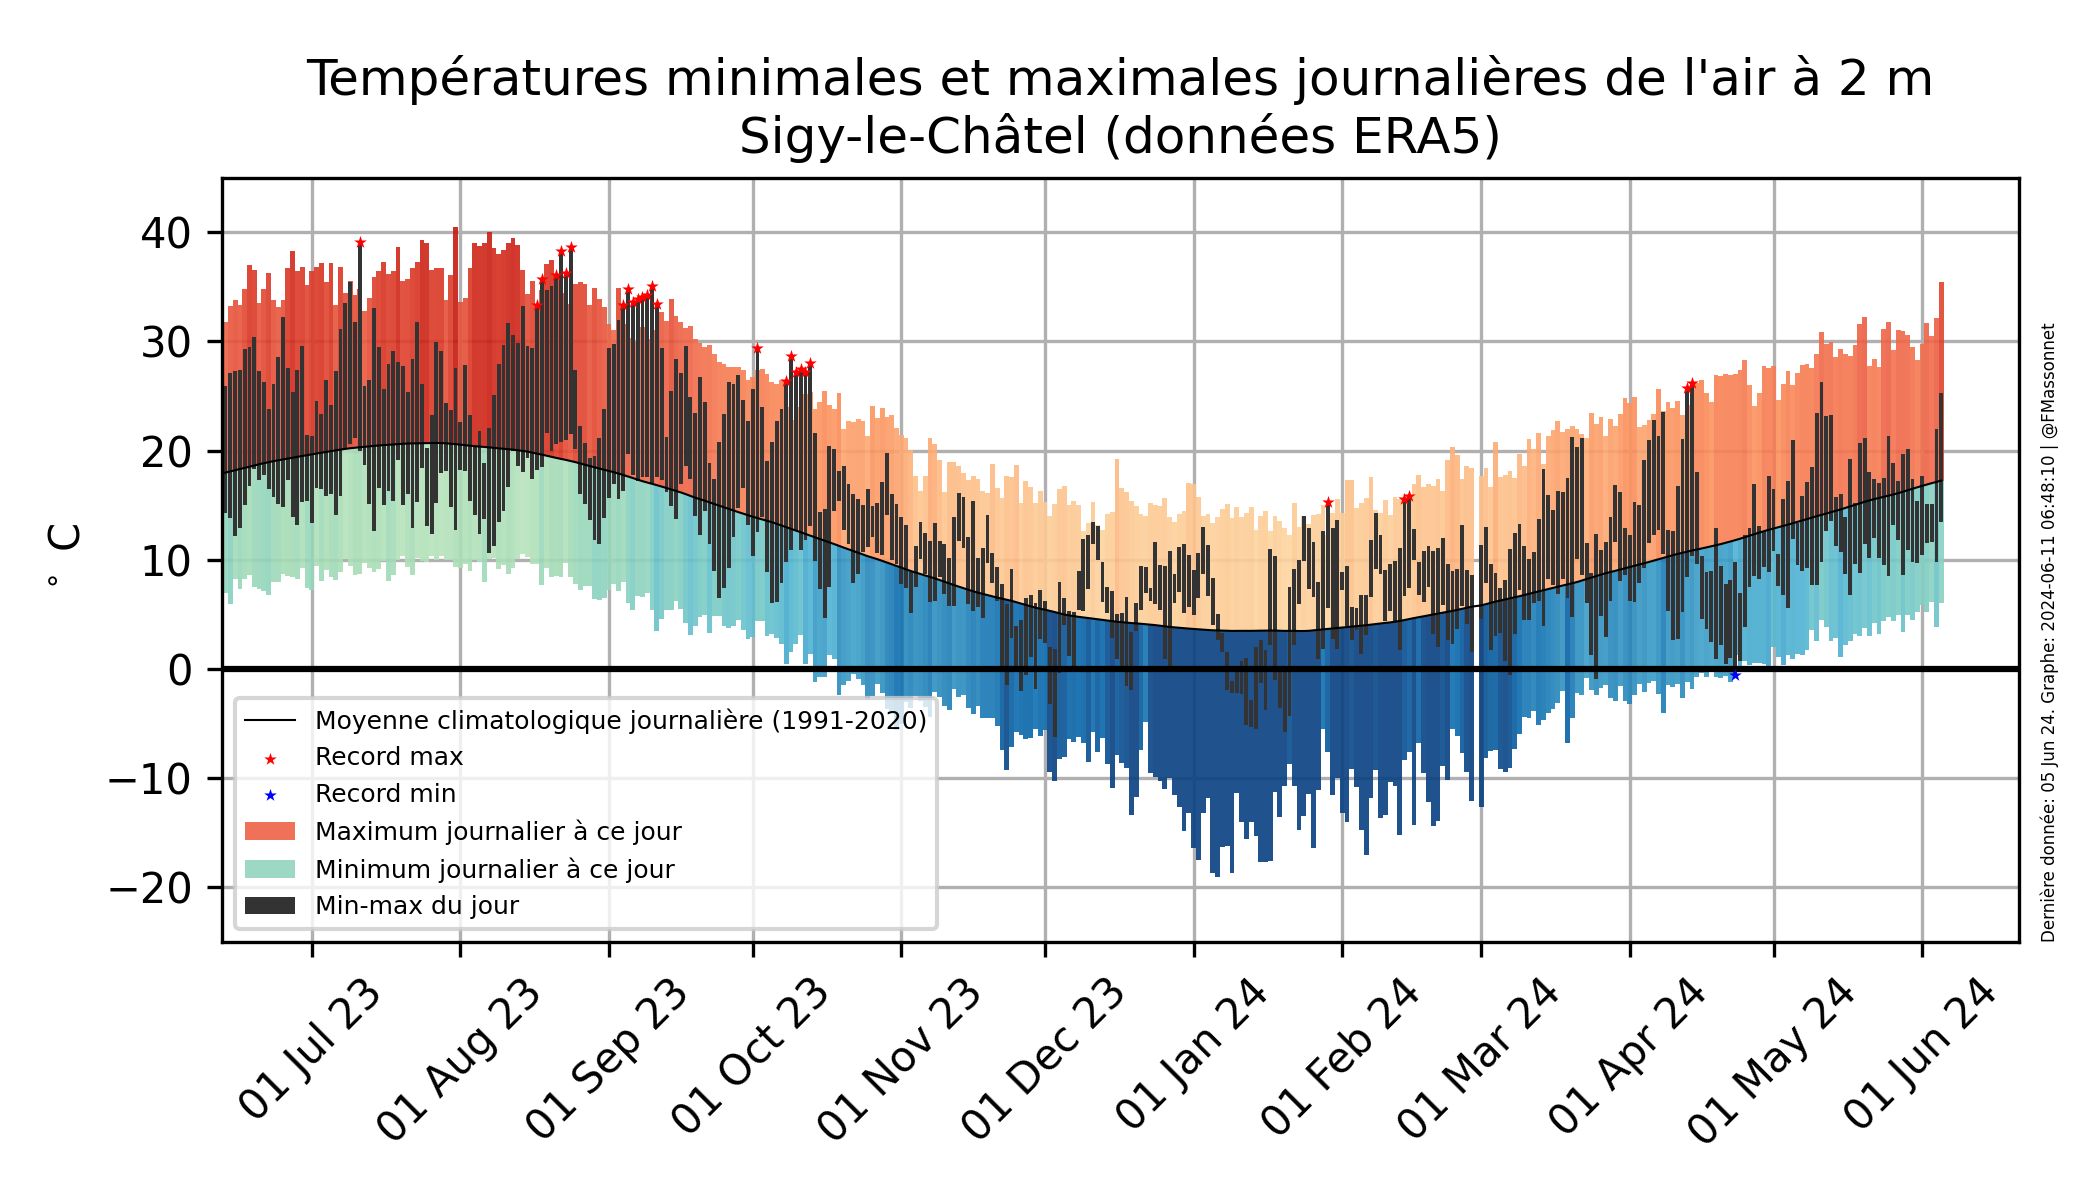 Températures minimales et maximales journalières de l'air à 2 m
Sigy-le-Châtel (données ERA5)
° C
40
30
20
10
0
−10
−20
Moyenne climatologique journalière (1991-2020)
Record max
Record min
Maximum journalier à ce jour
Minimum journalier à ce jour
Min-max du jour
01 Jul 23
01 Aug 23
01 Sep 23
01 Oct 23
01 Nov 23
01 Dec 23
01 Jan 24
01 Feb 24
01 Mar 24
01 Apr 24
01 May 24
01 Jun 24
Dernière donnée: 05 Jun 24. Graphe: 2024-06-11 06:48:10 | @FMassonnet